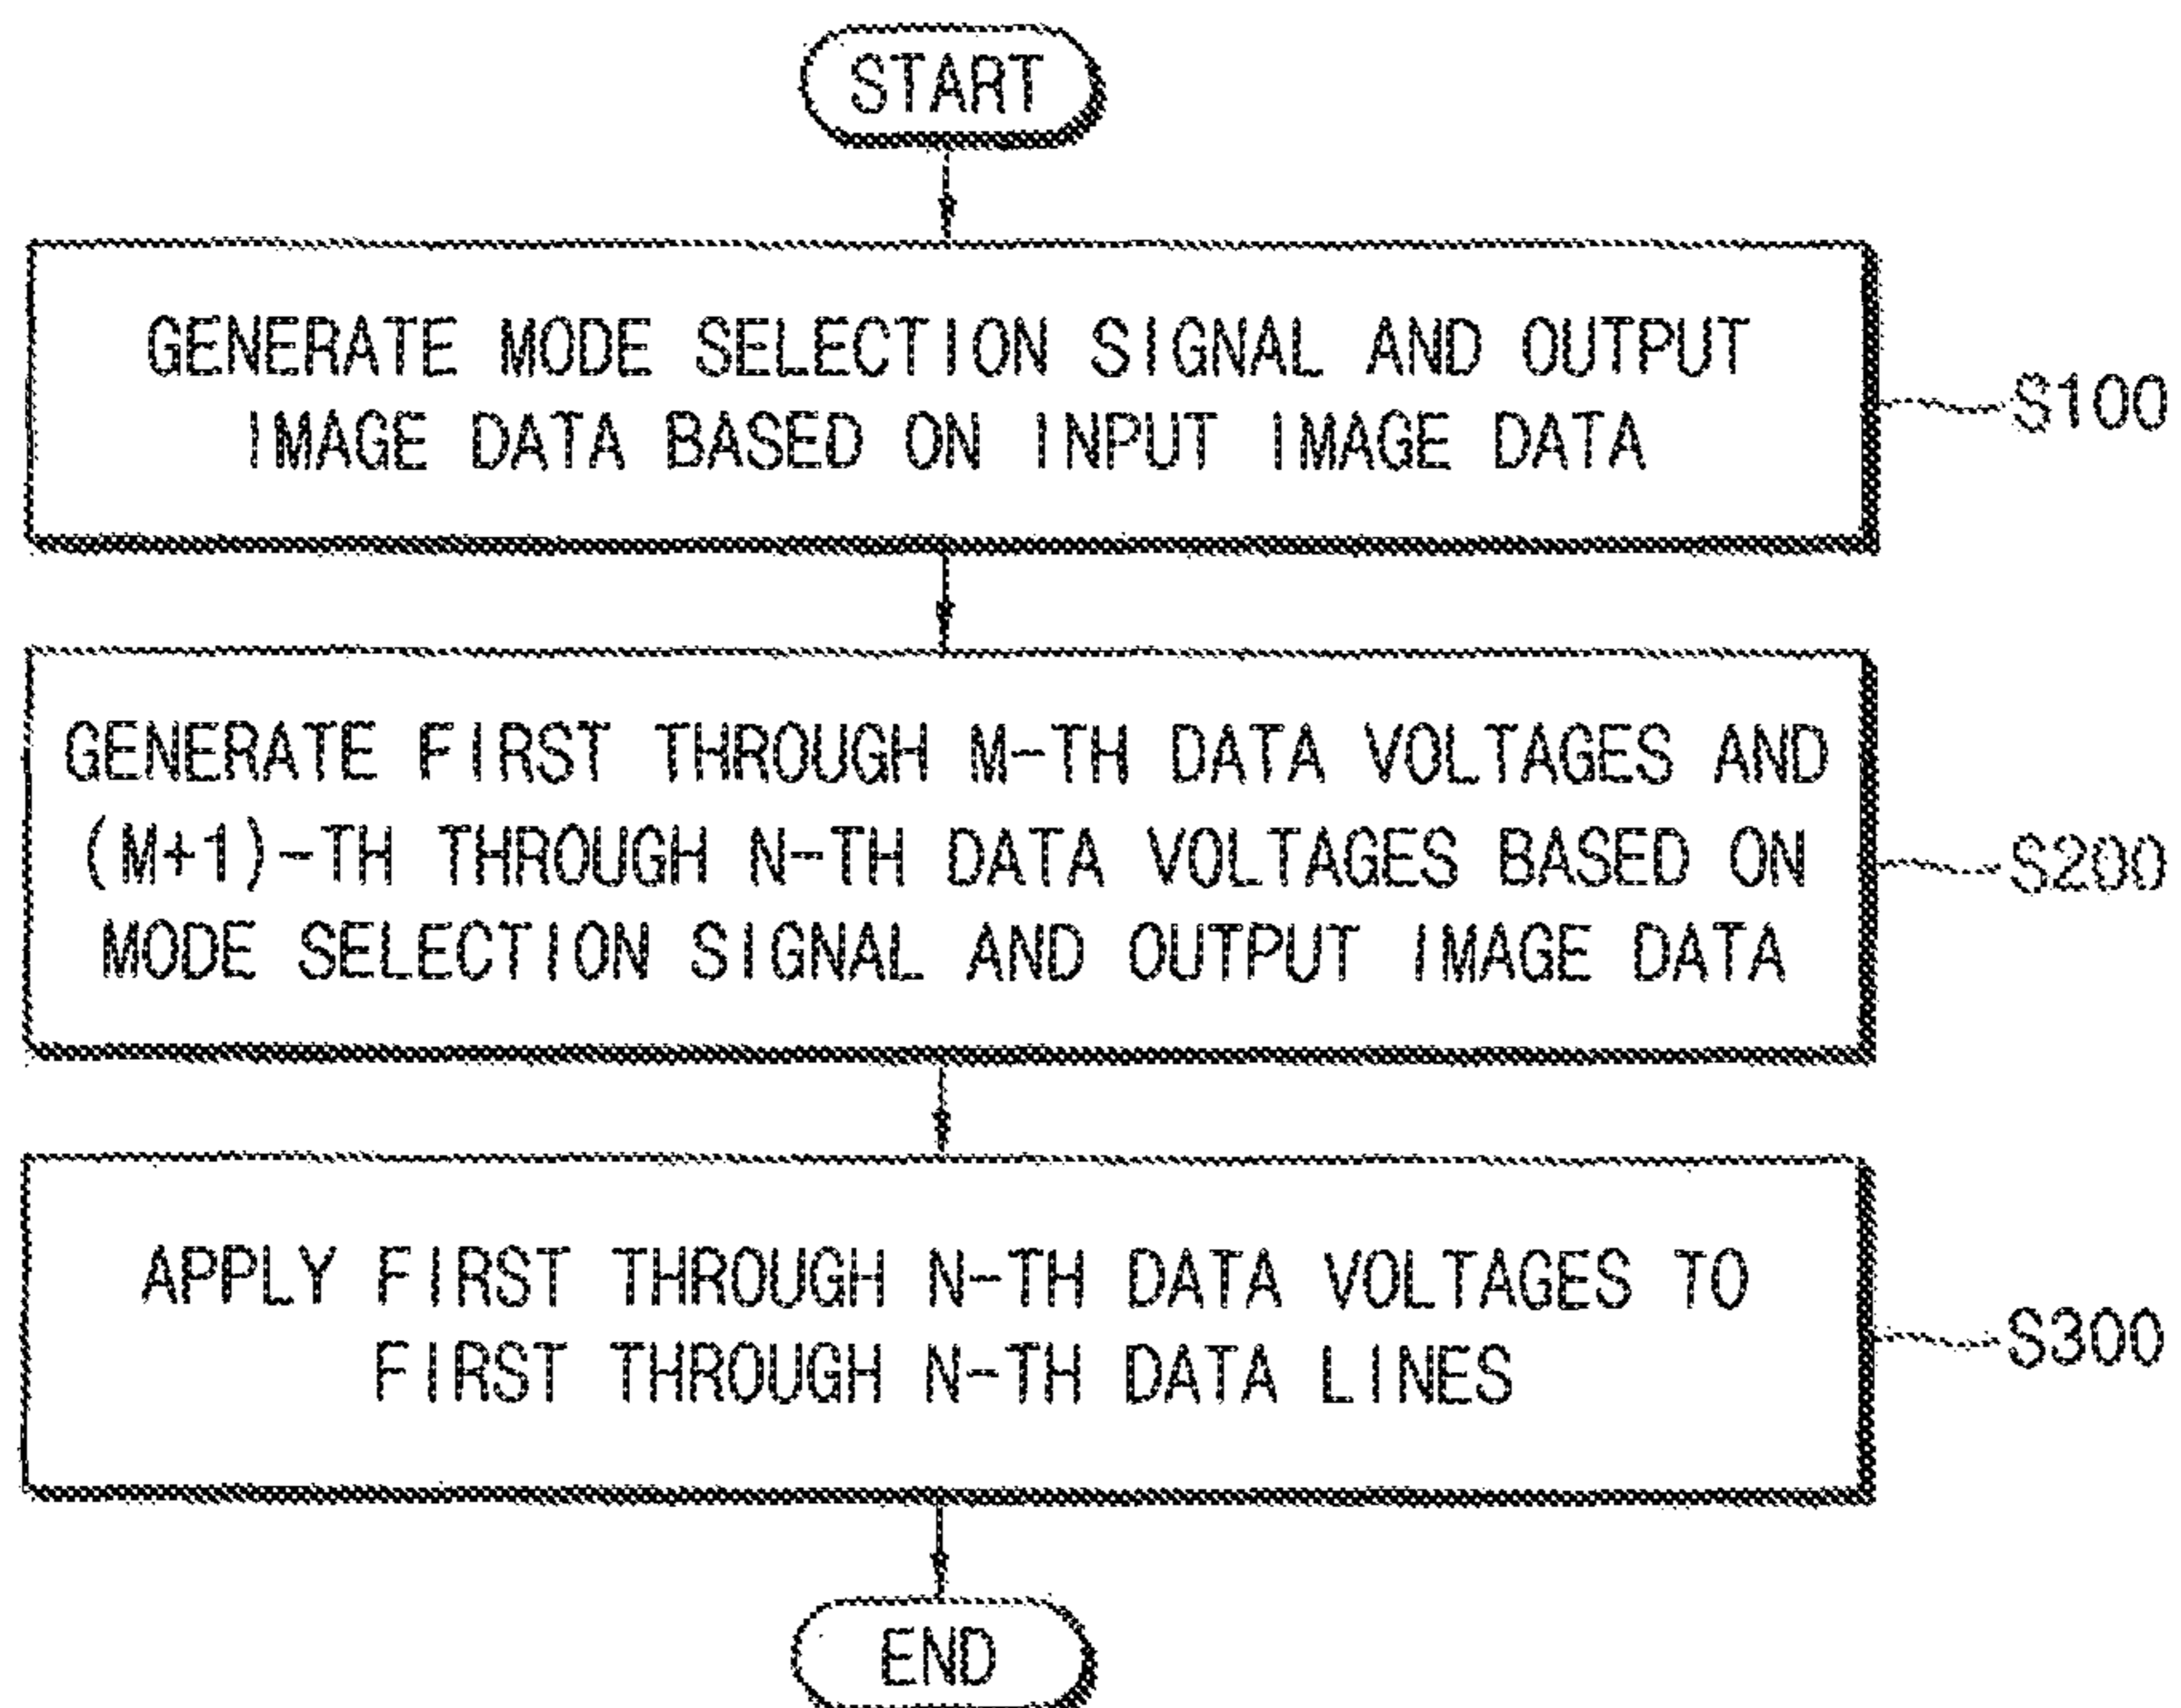 START
GENERATE MODE SELECTION SIGNAL AND OUTPUT
IMAGE DATA BASED ON INPUT IMAGE DATA
S100
GENERATE FIRST THROUGH M-TH DATA VOLTAGES AND
(M+1)-TH THROUGH N-TH DATA VOLTAGES BASED ON
MODE SELECTION SIGNAL AND OUTPUT IMAGE DATA
S200
APPLY FIRST THROUGH N-TH DATA VOLTAGES TO
FIRST THROUGH N-TH DATA LINES
S300
END